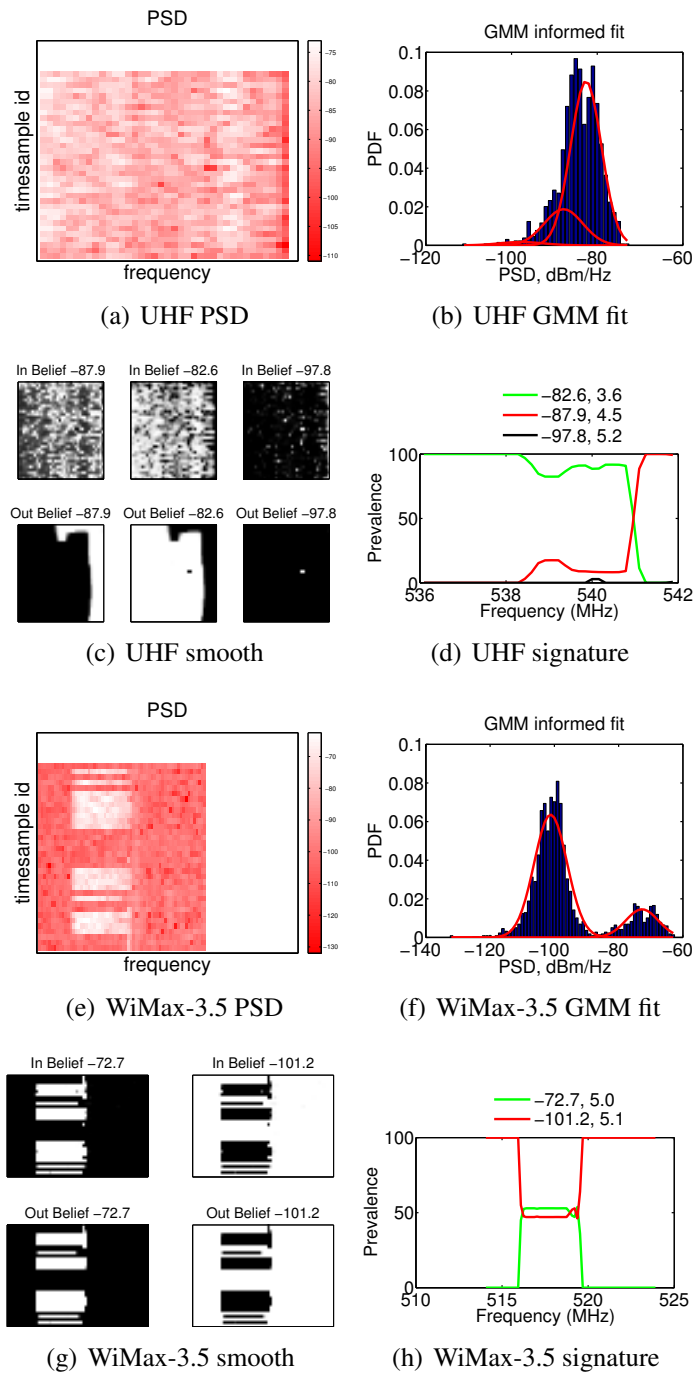 PSD
timesample id
frequency
−75
−80
−85
−90
−95
−100
−105
−110
(a) UHF PSD
GMM informed fit
PDF
0.1
0.08
0.06
0.04
0.02
0
−120
−100
−80
−60
PSD, dBm/Hz
(b) UHF GMM fit
In Belief −87.9
In Belief −82.6
In Belief −97.8
Out Belief −87.9
Out Belief −82.6
Out Belief −97.8
(c) UHF smooth
−82.6, 3.6
−87.9, 4.5
−97.8, 5.2
Prevalence
100
50
0
536
538
540
542
Frequency (MHz)
(d) UHF signature
PSD
timesample id
frequency
−70
−80
−90
−100
−110
−120
−130
(e) WiMax-3.5 PSD
GMM informed fit
PDF
0.1
0.08
0.06
0.04
0.02
0
−140
−120
−100
−80
−60
PSD, dBm/Hz
(f) WiMax-3.5 GMM fit
In Belief −72.7
In Belief −101.2
Out Belief −72.7
Out Belief −101.2
(g) WiMax-3.5 smooth
−72.7, 5.0
−101.2, 5.1
Prevalence
100
50
0
510
515
520
525
Frequency (MHz)
(h) WiMax-3.5 signature